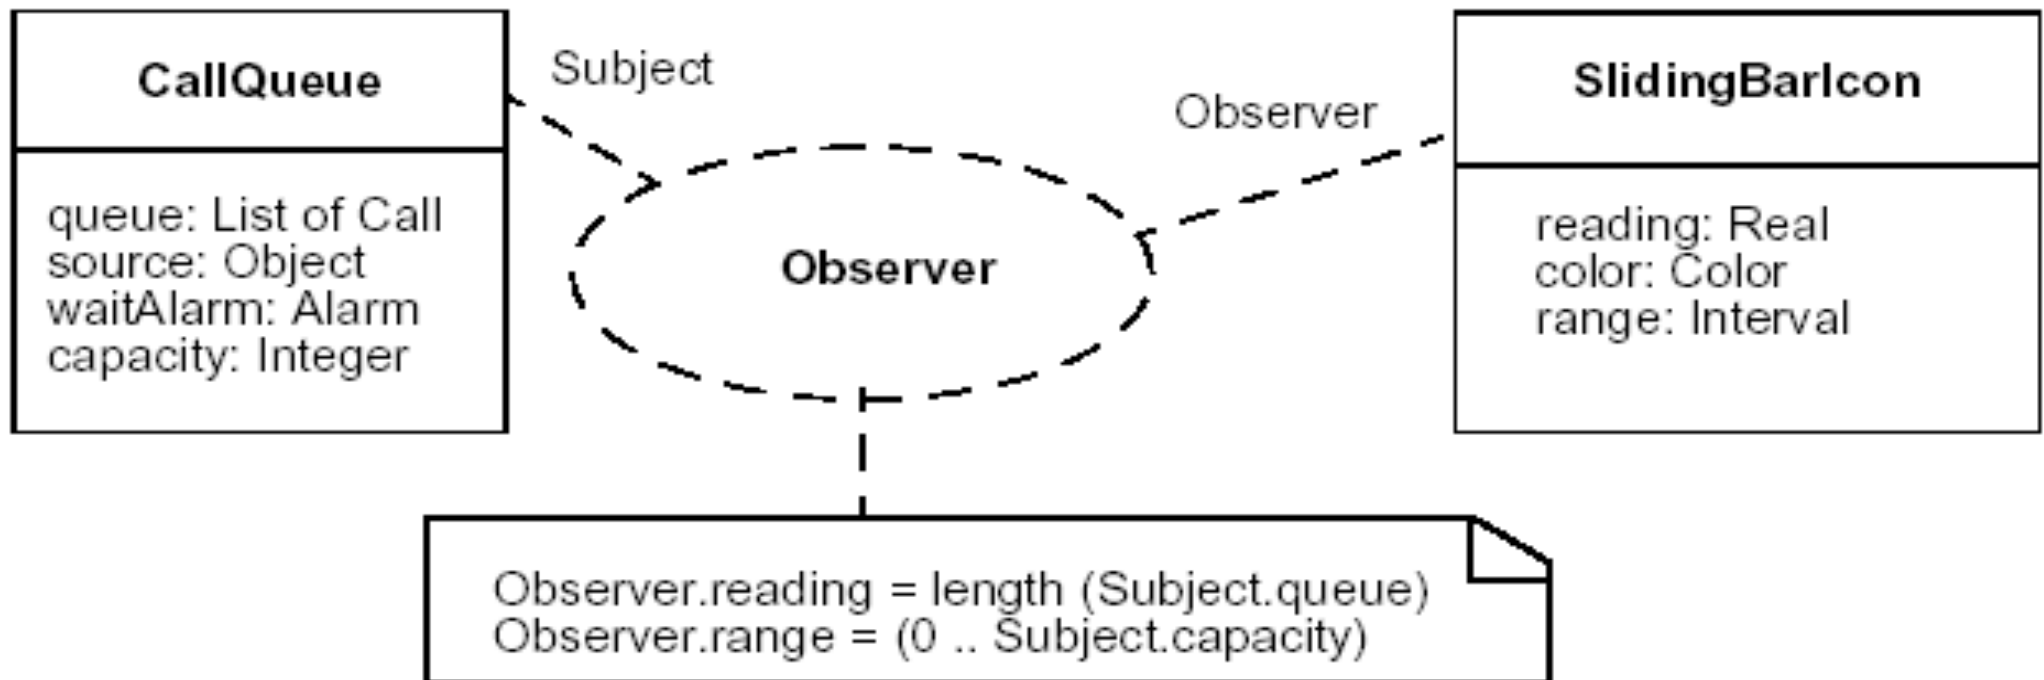 CallQueue
queue: List of Call
source: Object
waitAlarm: Alarm
capacity: Integer
Subject
Observer
Observer
SlidingBarIcon
reading: Real
color: Color
range: Interval
Observer.reading = length (Subject.queue)
Observer.range = (0 .. Subject.capacity)